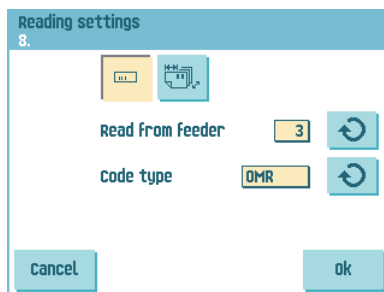 Reading settings
8.
Read from feeder 3
Code type OMR
Cancel Ok